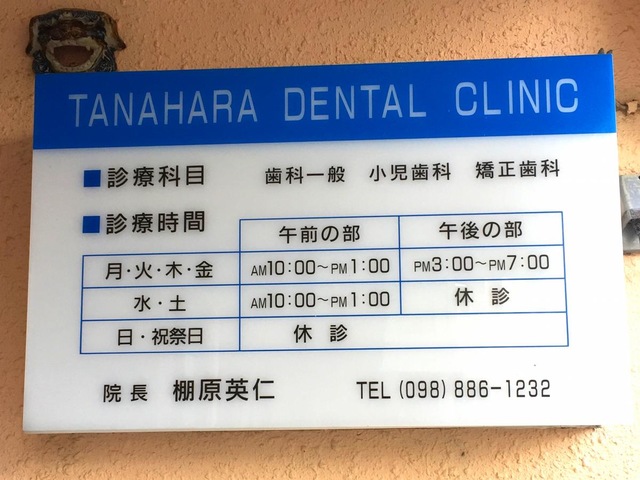 TANAHARA DENTAL CLINIC
■診療科目 歯科一般 小児歯科 矯正歯科
■診療時間
午前の部 午後の部
月・火・木・金 AM10:00〜PM1:00 PM3:00〜PM7:00
水・土 AM10:00〜PM1:00 休診
日・祝祭日 休診
院長 棚原英仁 TEL (098) 886-1232